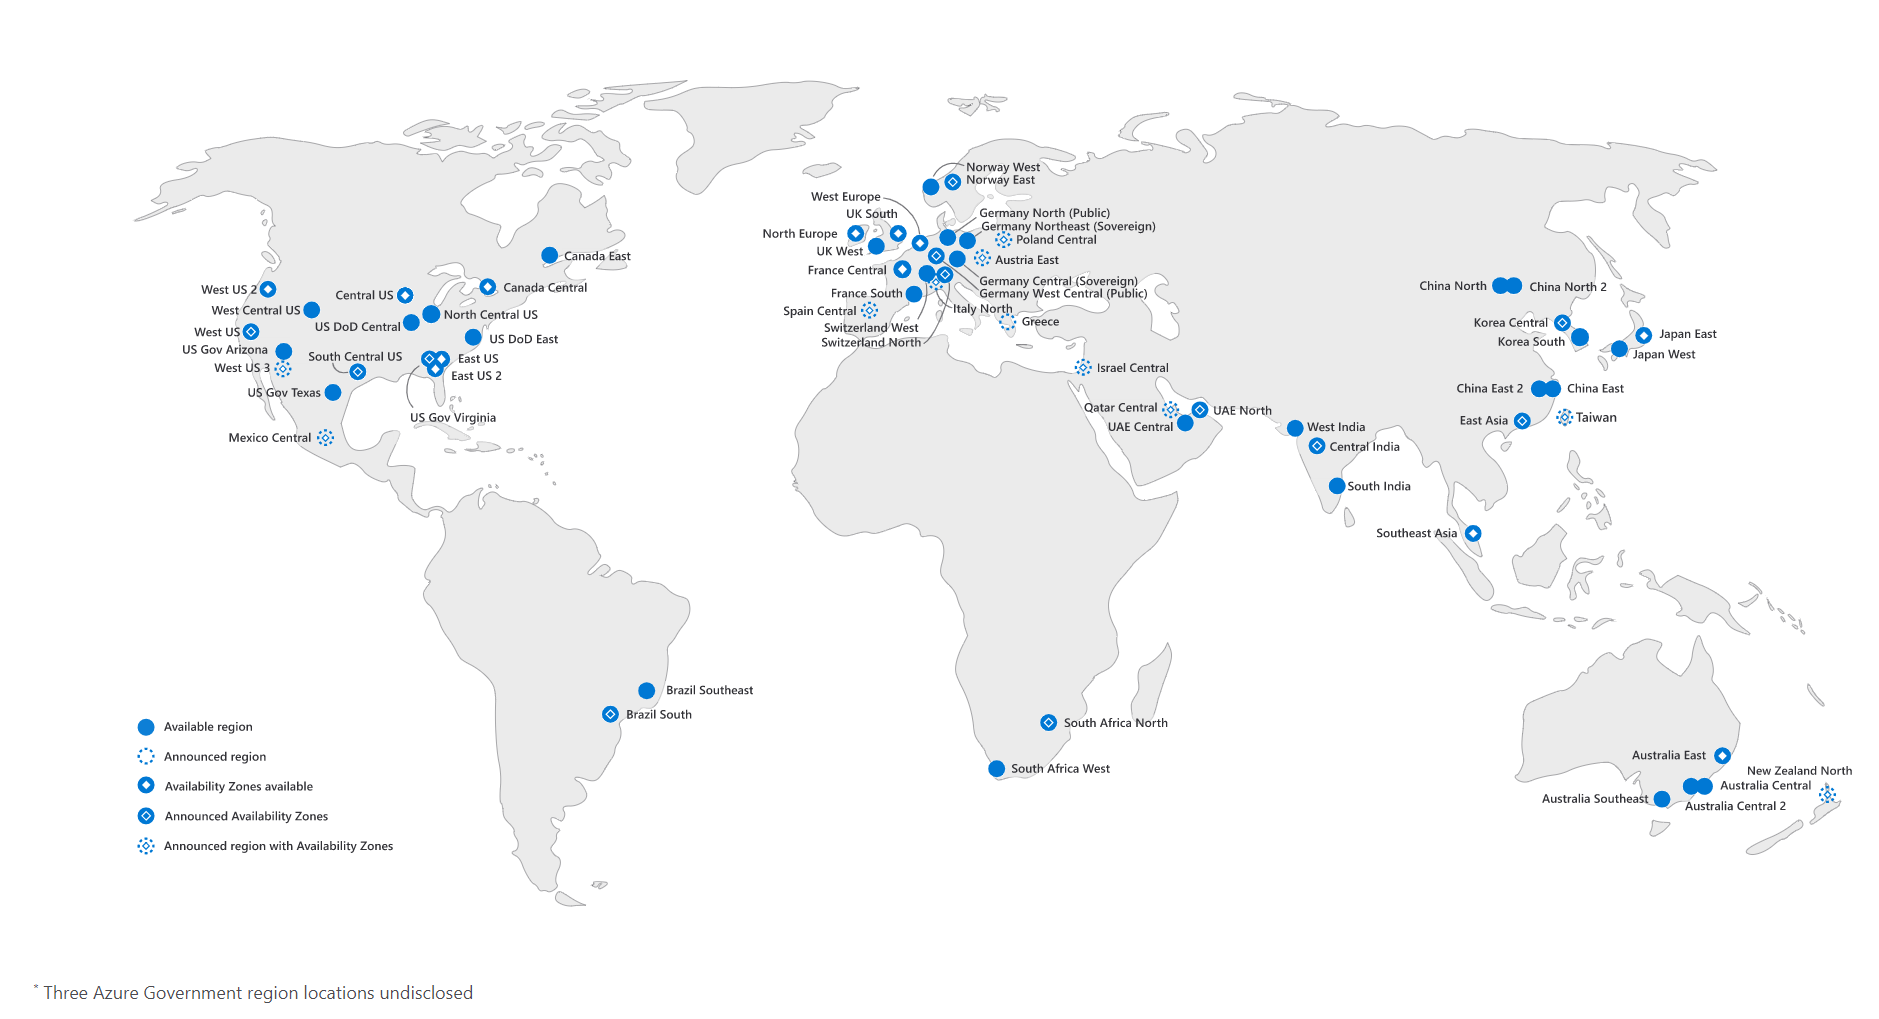 Norway West
Norway East
West Europe
UK South
Germany North (Public)
Germany Northeast (Sovereign)
North Europe
Poland Central
UK West
Canada East
Austria East
France Central
Germany Central (Sovereign)
West US 2
Central US
Canada Central
France South
Germany West Central (Public)
China North
China North 2
West Central US
North Central US
Spain Central
Italy North
US DoD Central
Switzerland West
Greece
Korea Central
West US
US DoD East
Switzerland North
Korea South
Japan East
US Gov Arizona
South Central US
East US
Japan West
West US 3
East US 2
Israel Central
US Gov Texas
China East 2
China East
US Gov Virginia
Qatar Central
UAE North
UAE Central
West India
East Asia
Taiwan
Mexico Central
Central India
South India
Southeast Asia
Brazil Southeast
Brazil South
South Africa North
South Africa West
Australia East
New Zealand North
Australia Central
Australia Southeast
Australia Central 2
Available region
Announced region
Availability Zones available
Announced Availability Zones
Announced region with Availability Zones
* Three Azure Government region locations undisclosed